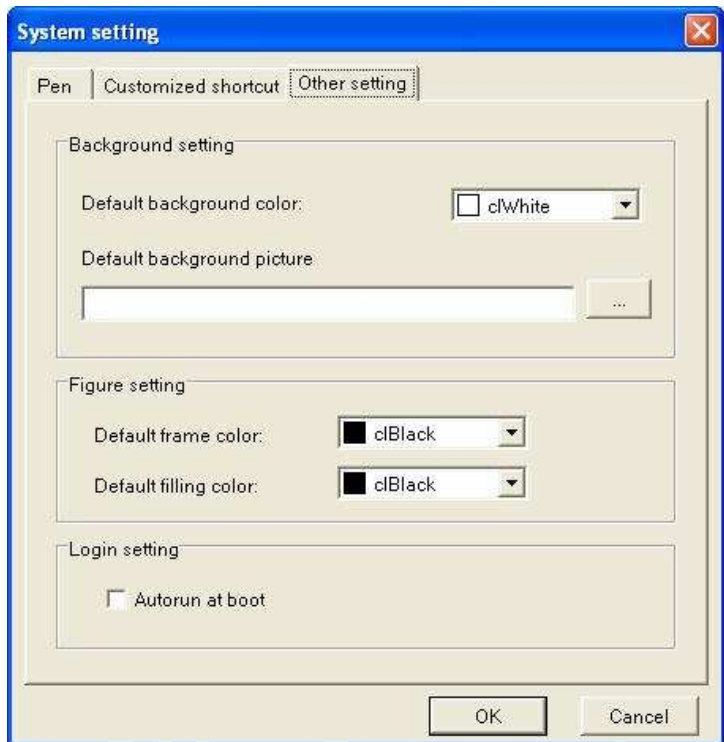 System setting
Pen
Customized shortcut
Other setting
Background setting
Default background color:
clWhite
Default background picture
...
Figure setting
Default frame color:
clBlack
Default filling color:
clBlack
Login setting
Autorun at boot
OK
Cancel